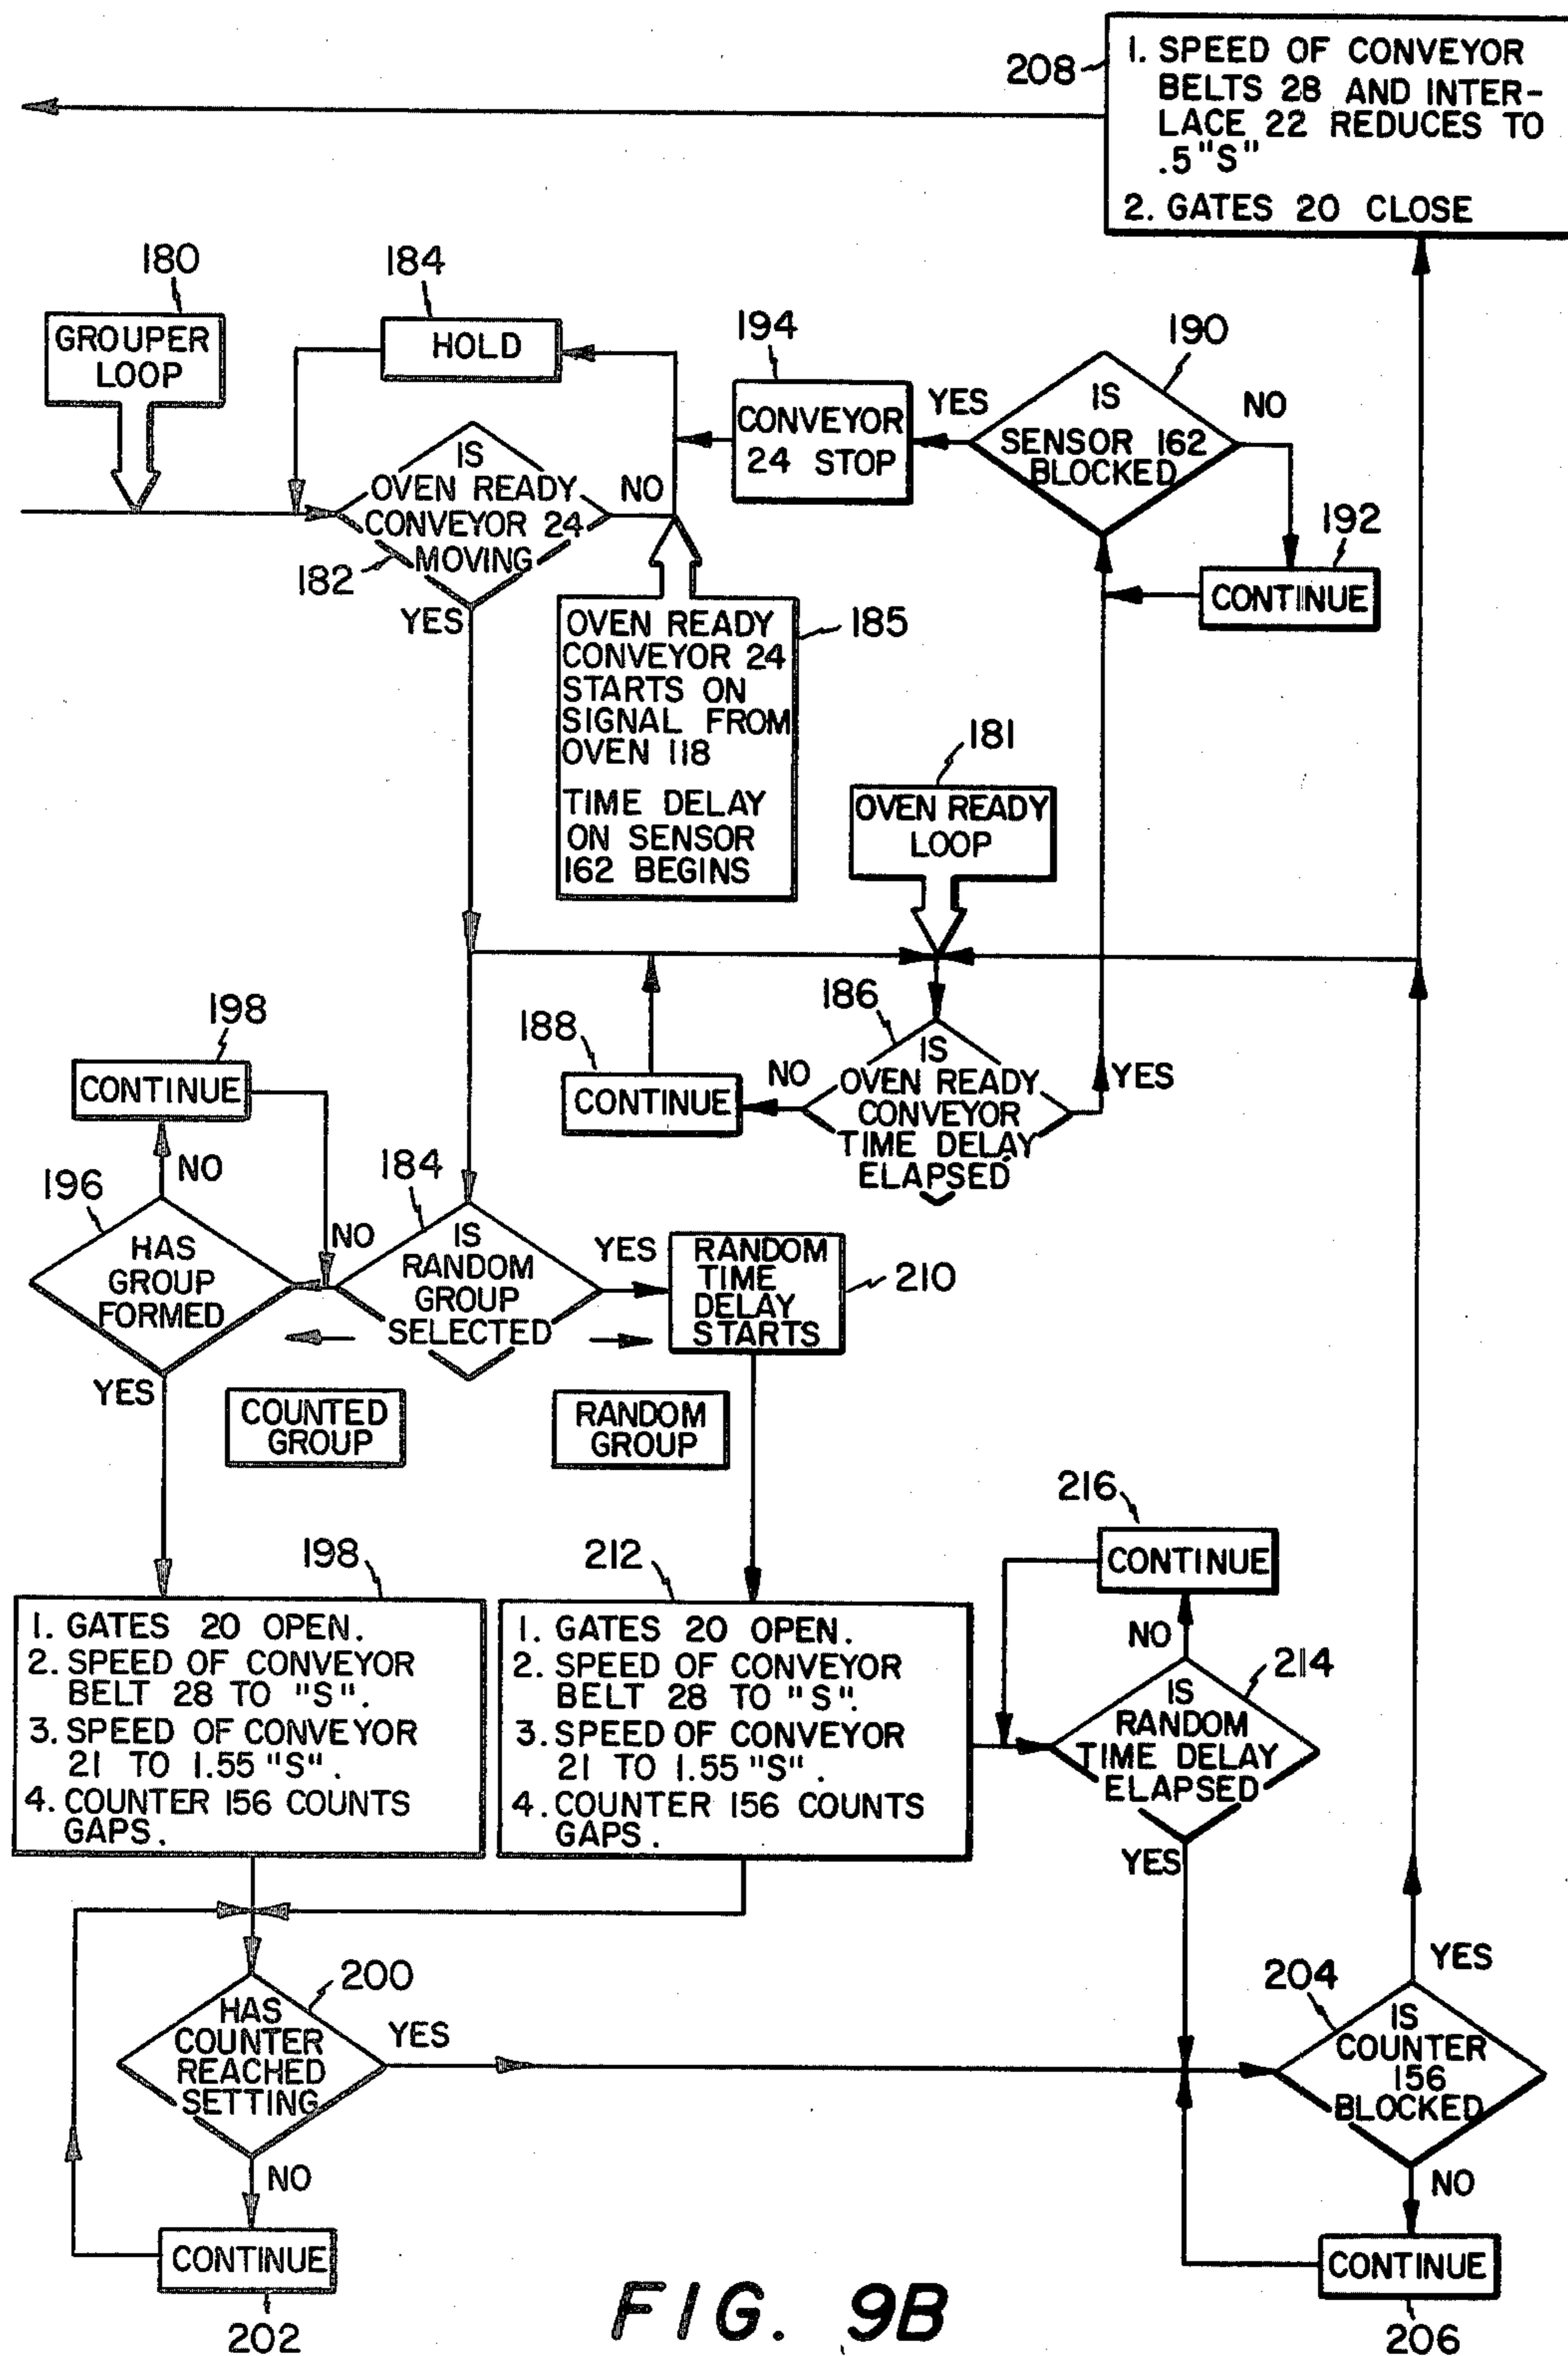 208
1. SPEED OF CONVEYOR
BELTS 28 AND INTER-
LACE 22 REDUCES TO
.5"S"
2. GATES 20 CLOSE
180
GROUPER
LOOP
184
HOLD
194
CONVEYOR
24 STOP
190
YES
IS
SENSOR 162
BLOCKED
NO
192
CONTINUE
IS
OVEN READY
CONVEYOR 24
MOVING
NO
182
YES
OVEN READY
CONVEYOR 24
STARTS ON
SIGNAL FROM
OVEN 118
TIME DELAY
ON SENSOR
162 BEGINS
185
181
OVEN READY
LOOP
186
188
IS
OVEN READY
CONVEYOR
TIME DELAY
ELAPSED
NO
YES
CONTINUE
198
CONTINUE
NO
196
HAS
GROUP
FORMED
YES
184
NO
IS
RANDOM
GROUP
SELECTED
YES
RANDOM
TIME
DELAY
STARTS
210
COUNTED
GROUP
RANDOM
GROUP
198
1. GATES 20 OPEN.
2. SPEED OF CONVEYOR
BELT 28 TO "S".
3. SPEED OF CONVEYOR
21 TO 1.55 "S".
4. COUNTER 156 COUNTS
GAPS.
212
1. GATES 20 OPEN.
2. SPEED OF CONVEYOR
BELT 28 TO "S".
3. SPEED OF CONVEYOR
21 TO 1.55 "S".
4. COUNTER 156 COUNTS
GAPS.
216
CONTINUE
NO
214
IS
RANDOM
TIME DELAY
ELAPSED
YES
200
HAS
COUNTER
REACHED
SETTING
YES
NO
CONTINUE
202
204
YES
IS
COUNTER
156
BLOCKED
NO
CONTINUE
206
FIG. 9B